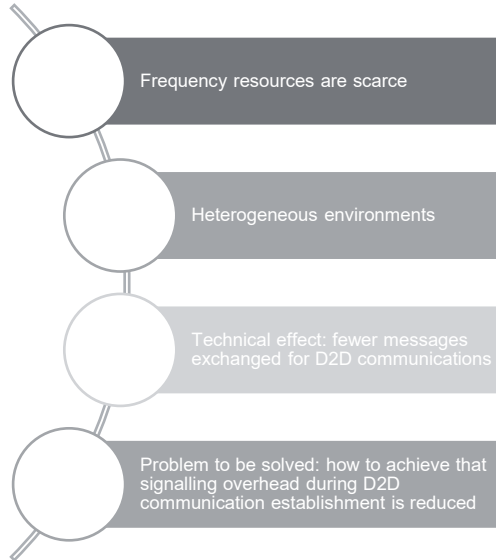 Frequency resources are scarce
Heterogeneous environments
Technical effect: fewer messages
exchanged for D2D communications
Problem to be solved: how to achieve that
signalling overhead during D2D
communication establishment is reduced